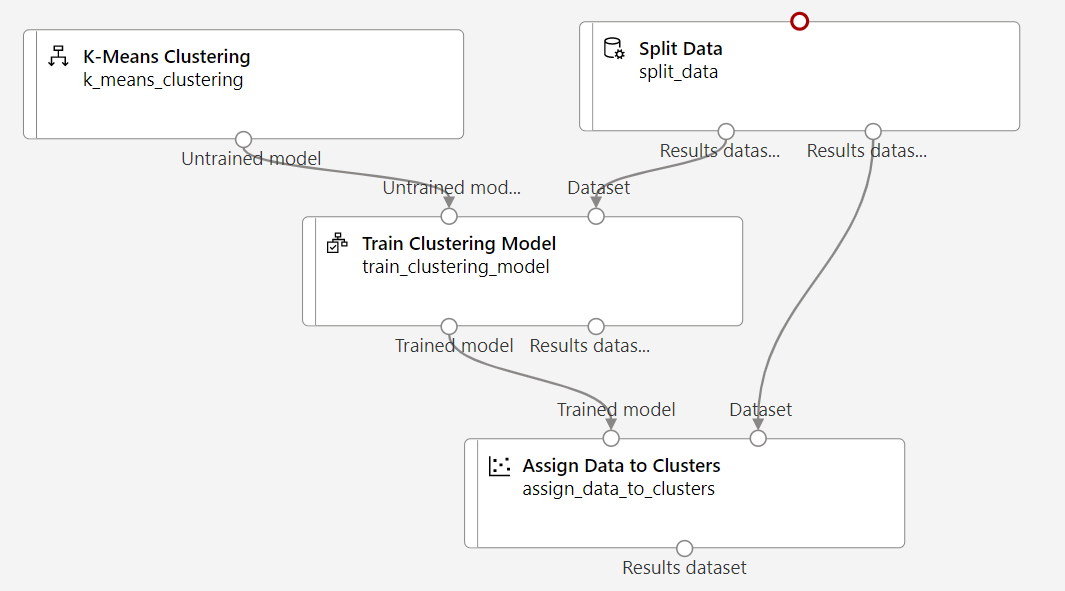 K-Means Clustering
k_means_clustering
Untrained model
Split Data
split_data
Results datas...
Results datas...
Untrained mod...
Dataset
Train Clustering Model
train_clustering_model
Trained model
Results datas...
Trained model
Dataset
Assign Data to Clusters
assign_data_to_clusters
Results dataset